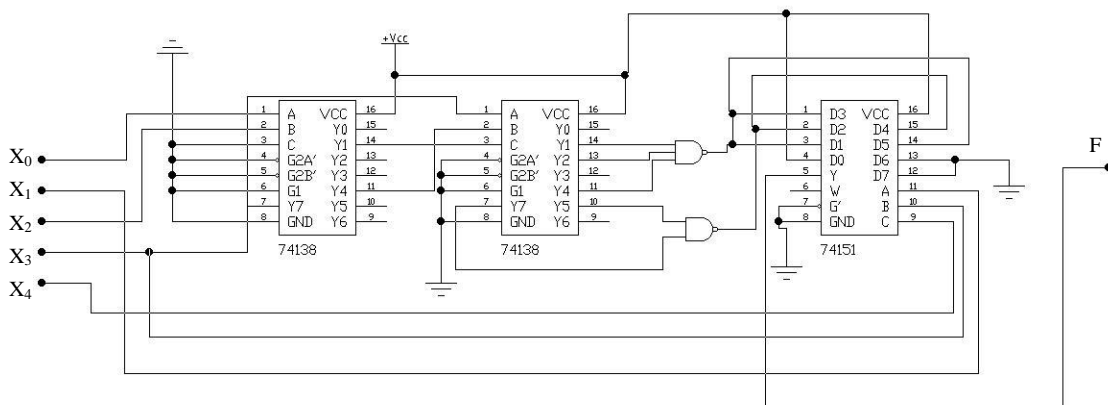 +Vcc
1 A VCC 16
2 B Y0 15
3 C Y1 14
4 G2A' Y2 13
5 G2B' Y3 12
6 G1 Y4 11
7 Y7 Y5 10
8 GND Y6 9
74138
1 A VCC 16
2 B Y0 15
3 C Y1 14
4 G2A' Y2 13
5 G2B' Y3 12
6 G1 Y4 11
7 Y7 Y5 10
8 GND Y6 9
74138
1 D3 VCC 16
2 D2 D4 15
3 D1 D5 14
4 D0 D6 13
5 Y D7 12
6 W A 11
7 G' B 10
8 GND C 9
74151
X0
X1
X2
X3
X4
F